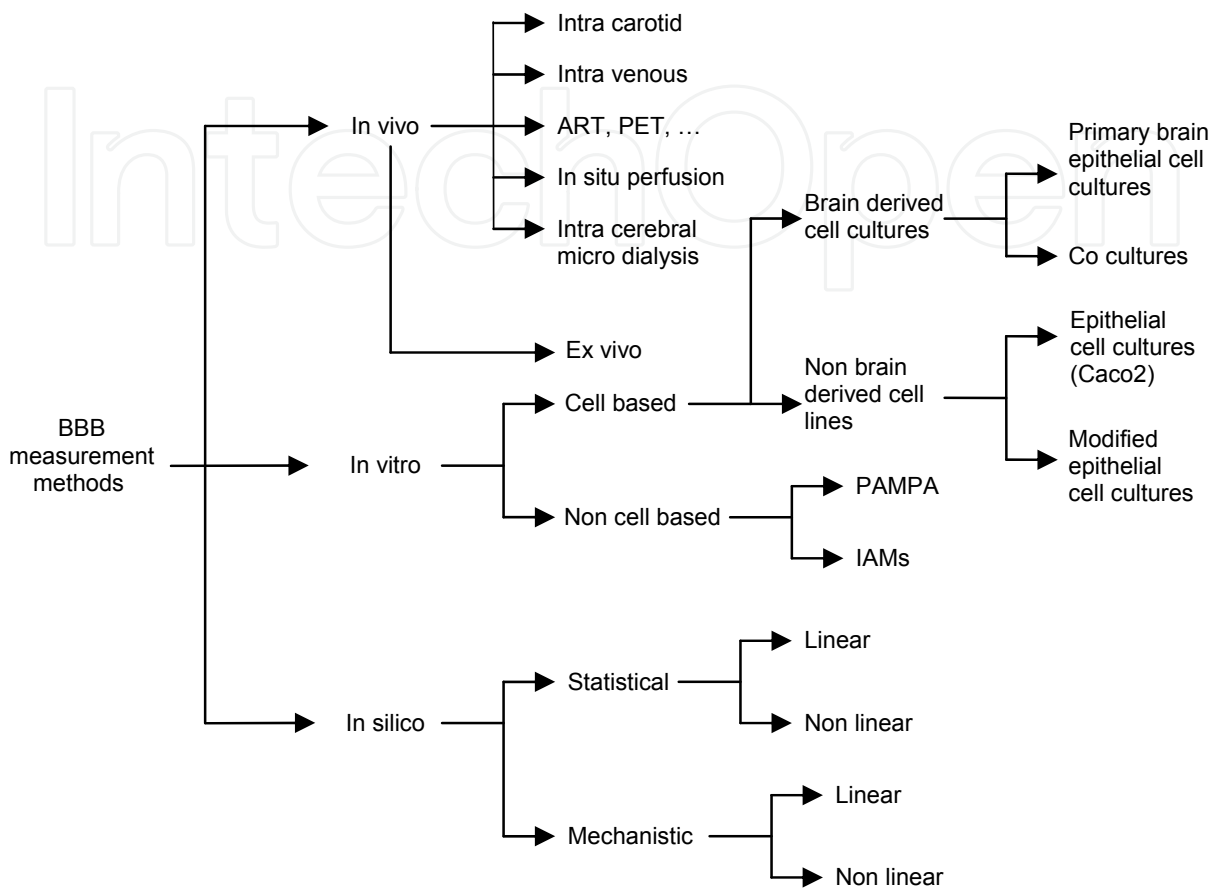 IntechOpen
Intra carotid
Intra venous
In vivo
ART, PET, …
In situ perfusion
Intra cerebral
micro dialysis
Ex vivo
Primary brain
epithelial cell
cultures
Brain derived
cell cultures
Co cultures
Epithelial
cell cultures
(Caco2)
Non brain
derived cell
lines
Cell based
BBB
measurement
methods
In vitro
Modified
epithelial
cell cultures
PAMPA
Non cell based
IAMs
Linear
Statistical
In silico
Non linear
Linear
Mechanistic
Non linear